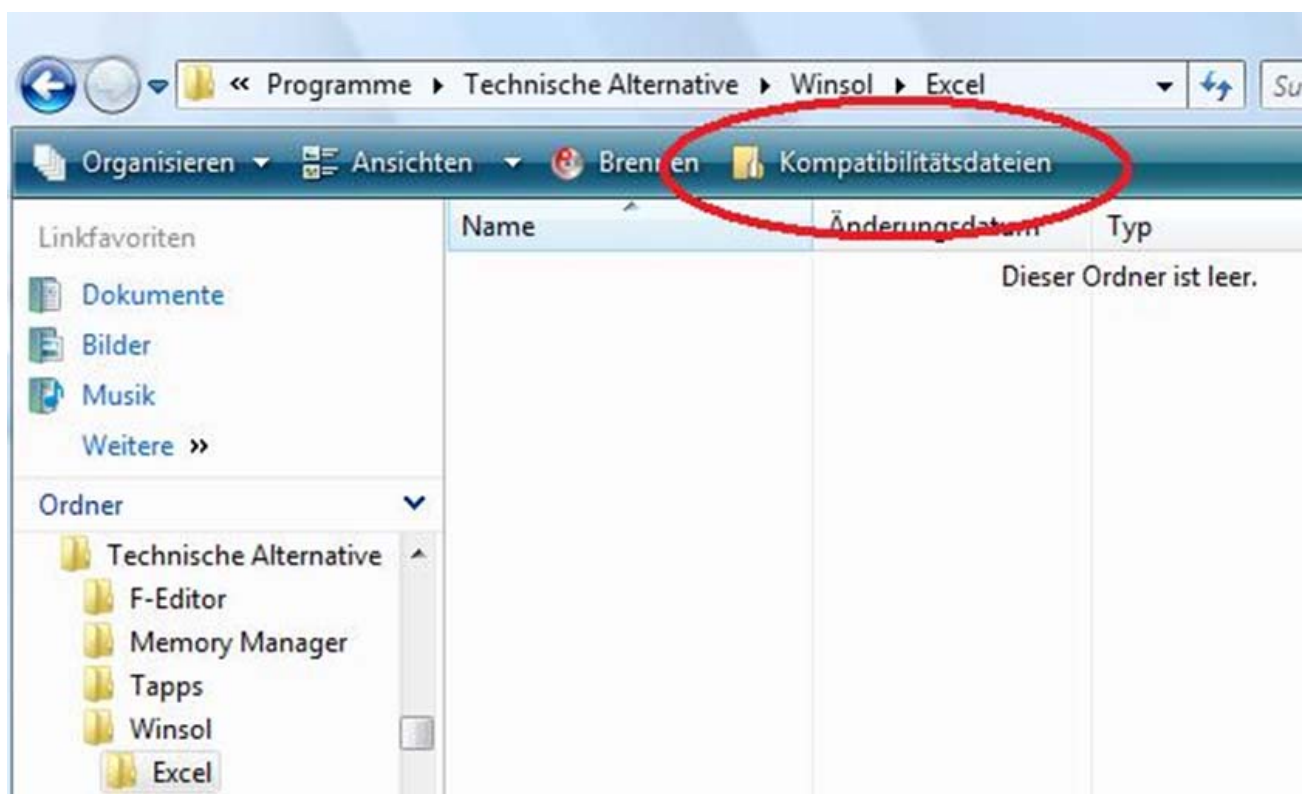 « Programme ▸ Technische Alternative ▸ Winsol ▸ Excel
Organisieren Ansichten Brennen Kompatibilitätsdateien
Linkfavoriten
Dokumente
Bilder
Musik
Weitere »
Ordner
Technische Alternative
F-Editor
Memory Manager
Tapps
Winsol
Excel
Name Änderungsdatum Typ
Dieser Ordner ist leer.